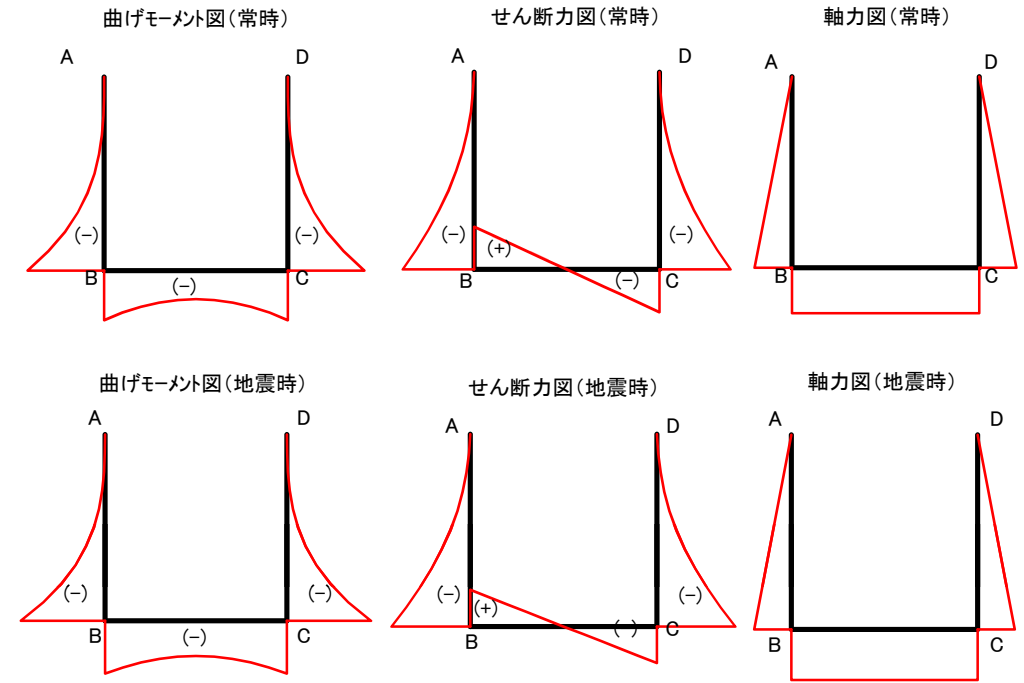 曲げﾓｰﾒﾝﾄ図(常時)
A
D
(-)
(-)
B
C
(-)
せん断力図(常時)
A
D
(-)
(+)
(-)
(-)
B
C
軸力図(常時)
A
D
B
C
曲げﾓｰﾒﾝﾄ図(地震時)
A
D
(-)
(-)
B
C
(-)
せん断力図(地震時)
A
D
(-)
(+)
(-)
(-)
B
C
軸力図(地震時)
A
D
B
C